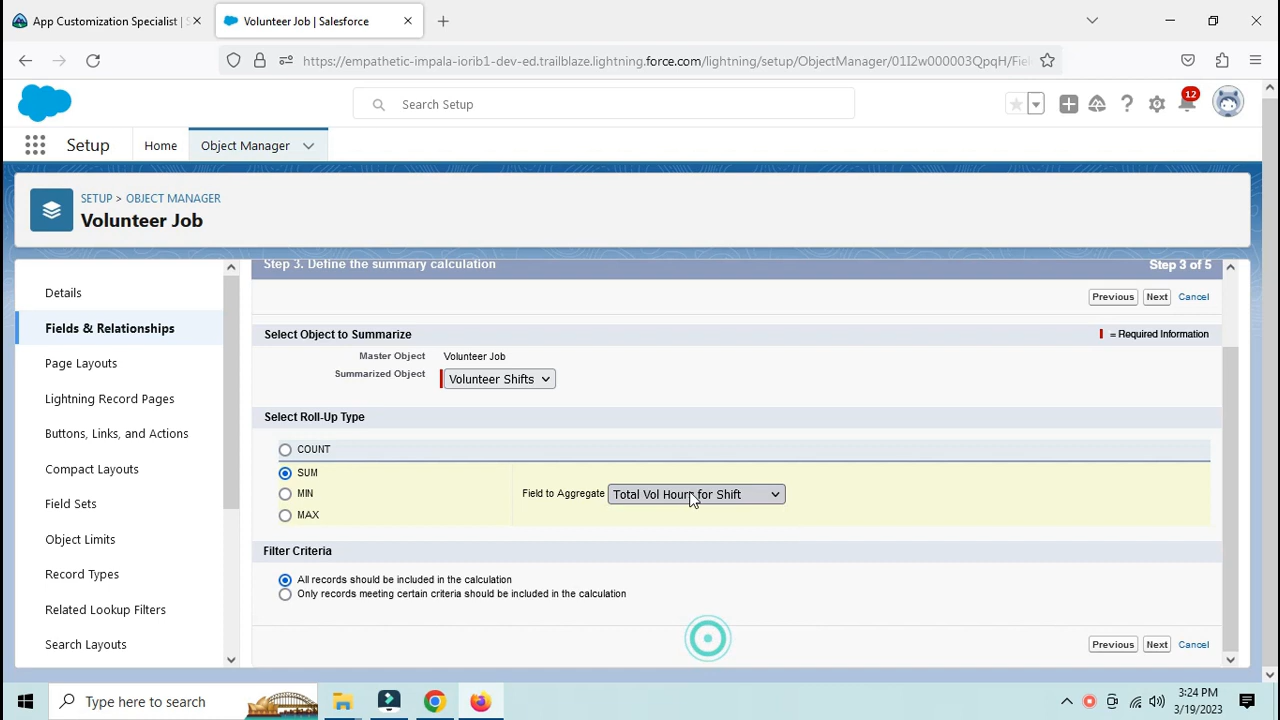 App Customization Specialist | S
Volunteer Job | Salesforce
https://empathetic-impala-iorib1-dev-ed.trailblaze.lightning.force.com/lightning/setup/ObjectManager/01I2w000003QpqH/Fiel
Search Setup
12
Setup
Home
Object Manager
SETUP > OBJECT MANAGER
Volunteer Job
Details
Fields & Relationships
Page Layouts
Lightning Record Pages
Buttons, Links, and Actions
Compact Layouts
Field Sets
Object Limits
Record Types
Related Lookup Filters
Search Layouts
Step 3. Define the summary calculation
Step 3 of 5
Previous
Next
Cancel
Select Object to Summarize
= Required Information
Master Object
Volunteer Job
Summarized Object
Volunteer Shifts
Select Roll-Up Type
COUNT
SUM
MIN
MAX
Field to Aggregate
Total Vol Hours for Shift
Filter Criteria
All records should be included in the calculation
Only records meeting certain criteria should be included in the calculation
Previous
Next
Cancel
Type here to search
3:24 PM
3/19/2023